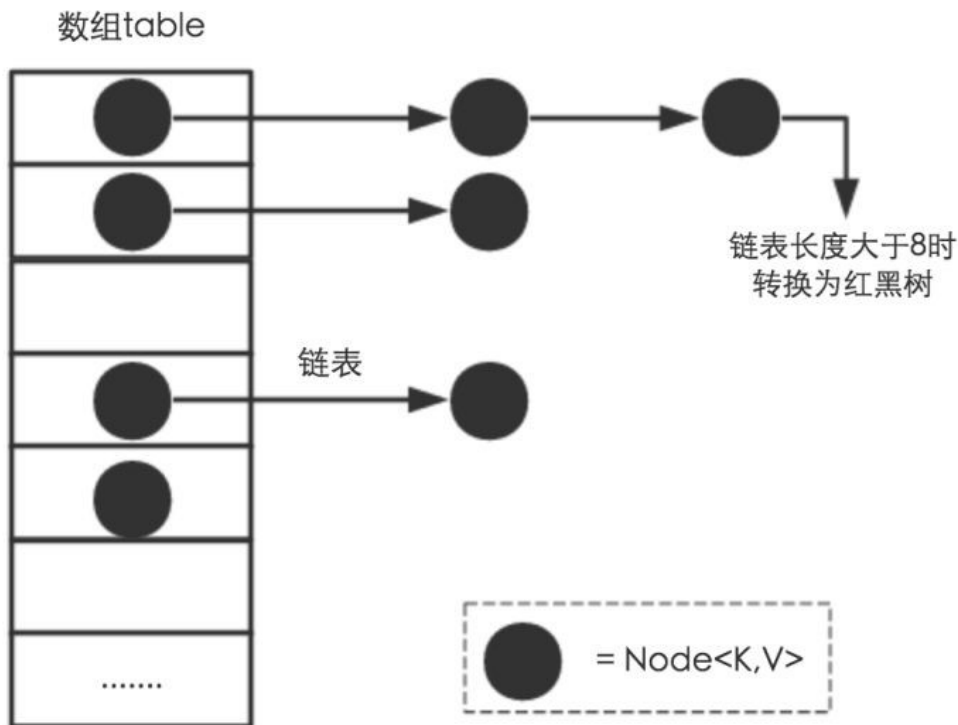 数组table
链表长度大于8时
转换为红黑树
链表
= Node<K,V>
.......